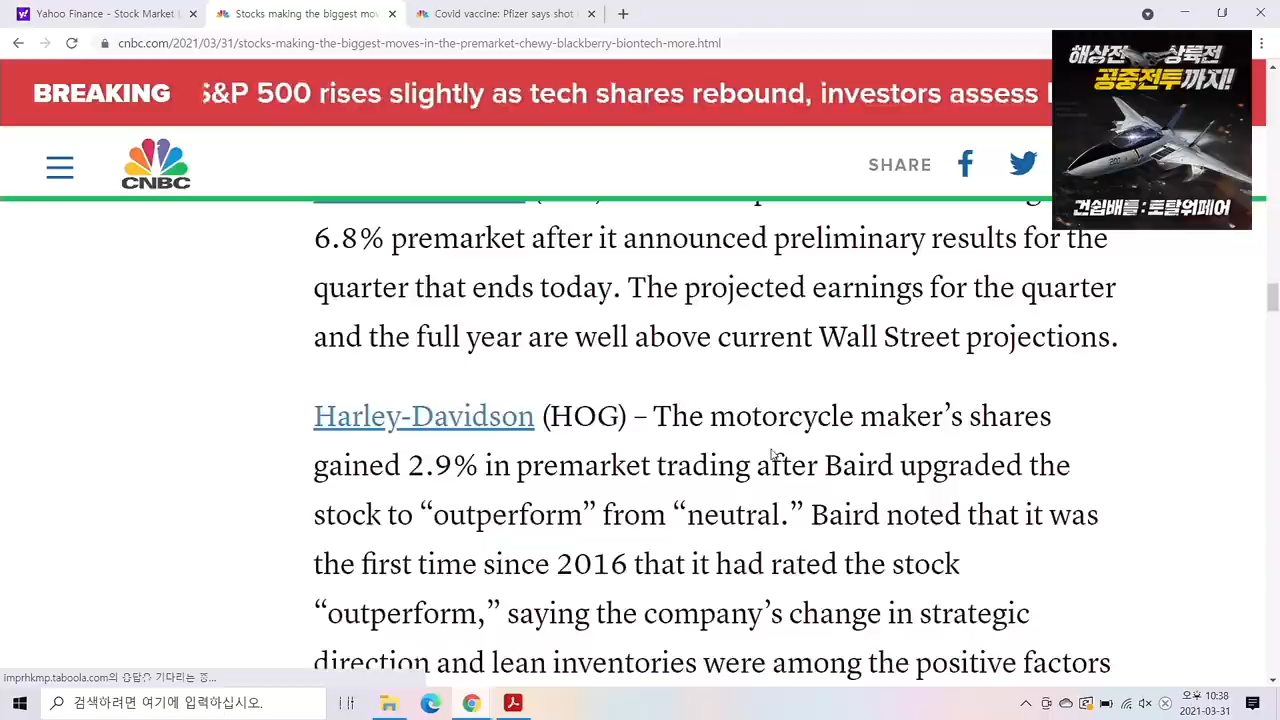 Yahoo Finance - Stock Market
Stocks making the biggest mov
Covid vaccine: Pfizer says shot
cnbc.com/2021/03/31/stocks-making-the-biggest-moves-in-the-premarket-chewy-blackberry-biontech-more.html
BREAKING
S&P 500 rises slightly as tech shares rebound, investors assess
해상전 상륙전
공중전투까지!
건쉽배틀 : 토탈워페어
CNBC
SHARE
6.8% premarket after it announced preliminary results for the
quarter that ends today. The projected earnings for the quarter
and the full year are well above current Wall Street projections.
Harley-Davidson (HOG) – The motorcycle maker’s shares
gained 2.9% in premarket trading after Baird upgraded the
stock to “outperform” from “neutral.” Baird noted that it was
the first time since 2016 that it had rated the stock
“outperform,” saying the company’s change in strategic
direction and lean inventories were among the positive factors
imprhkmp.taboola.com의 응답을 기다리는 중...
검색하려면 여기에 입력하십시오.
오후 10:38
2021-03-31